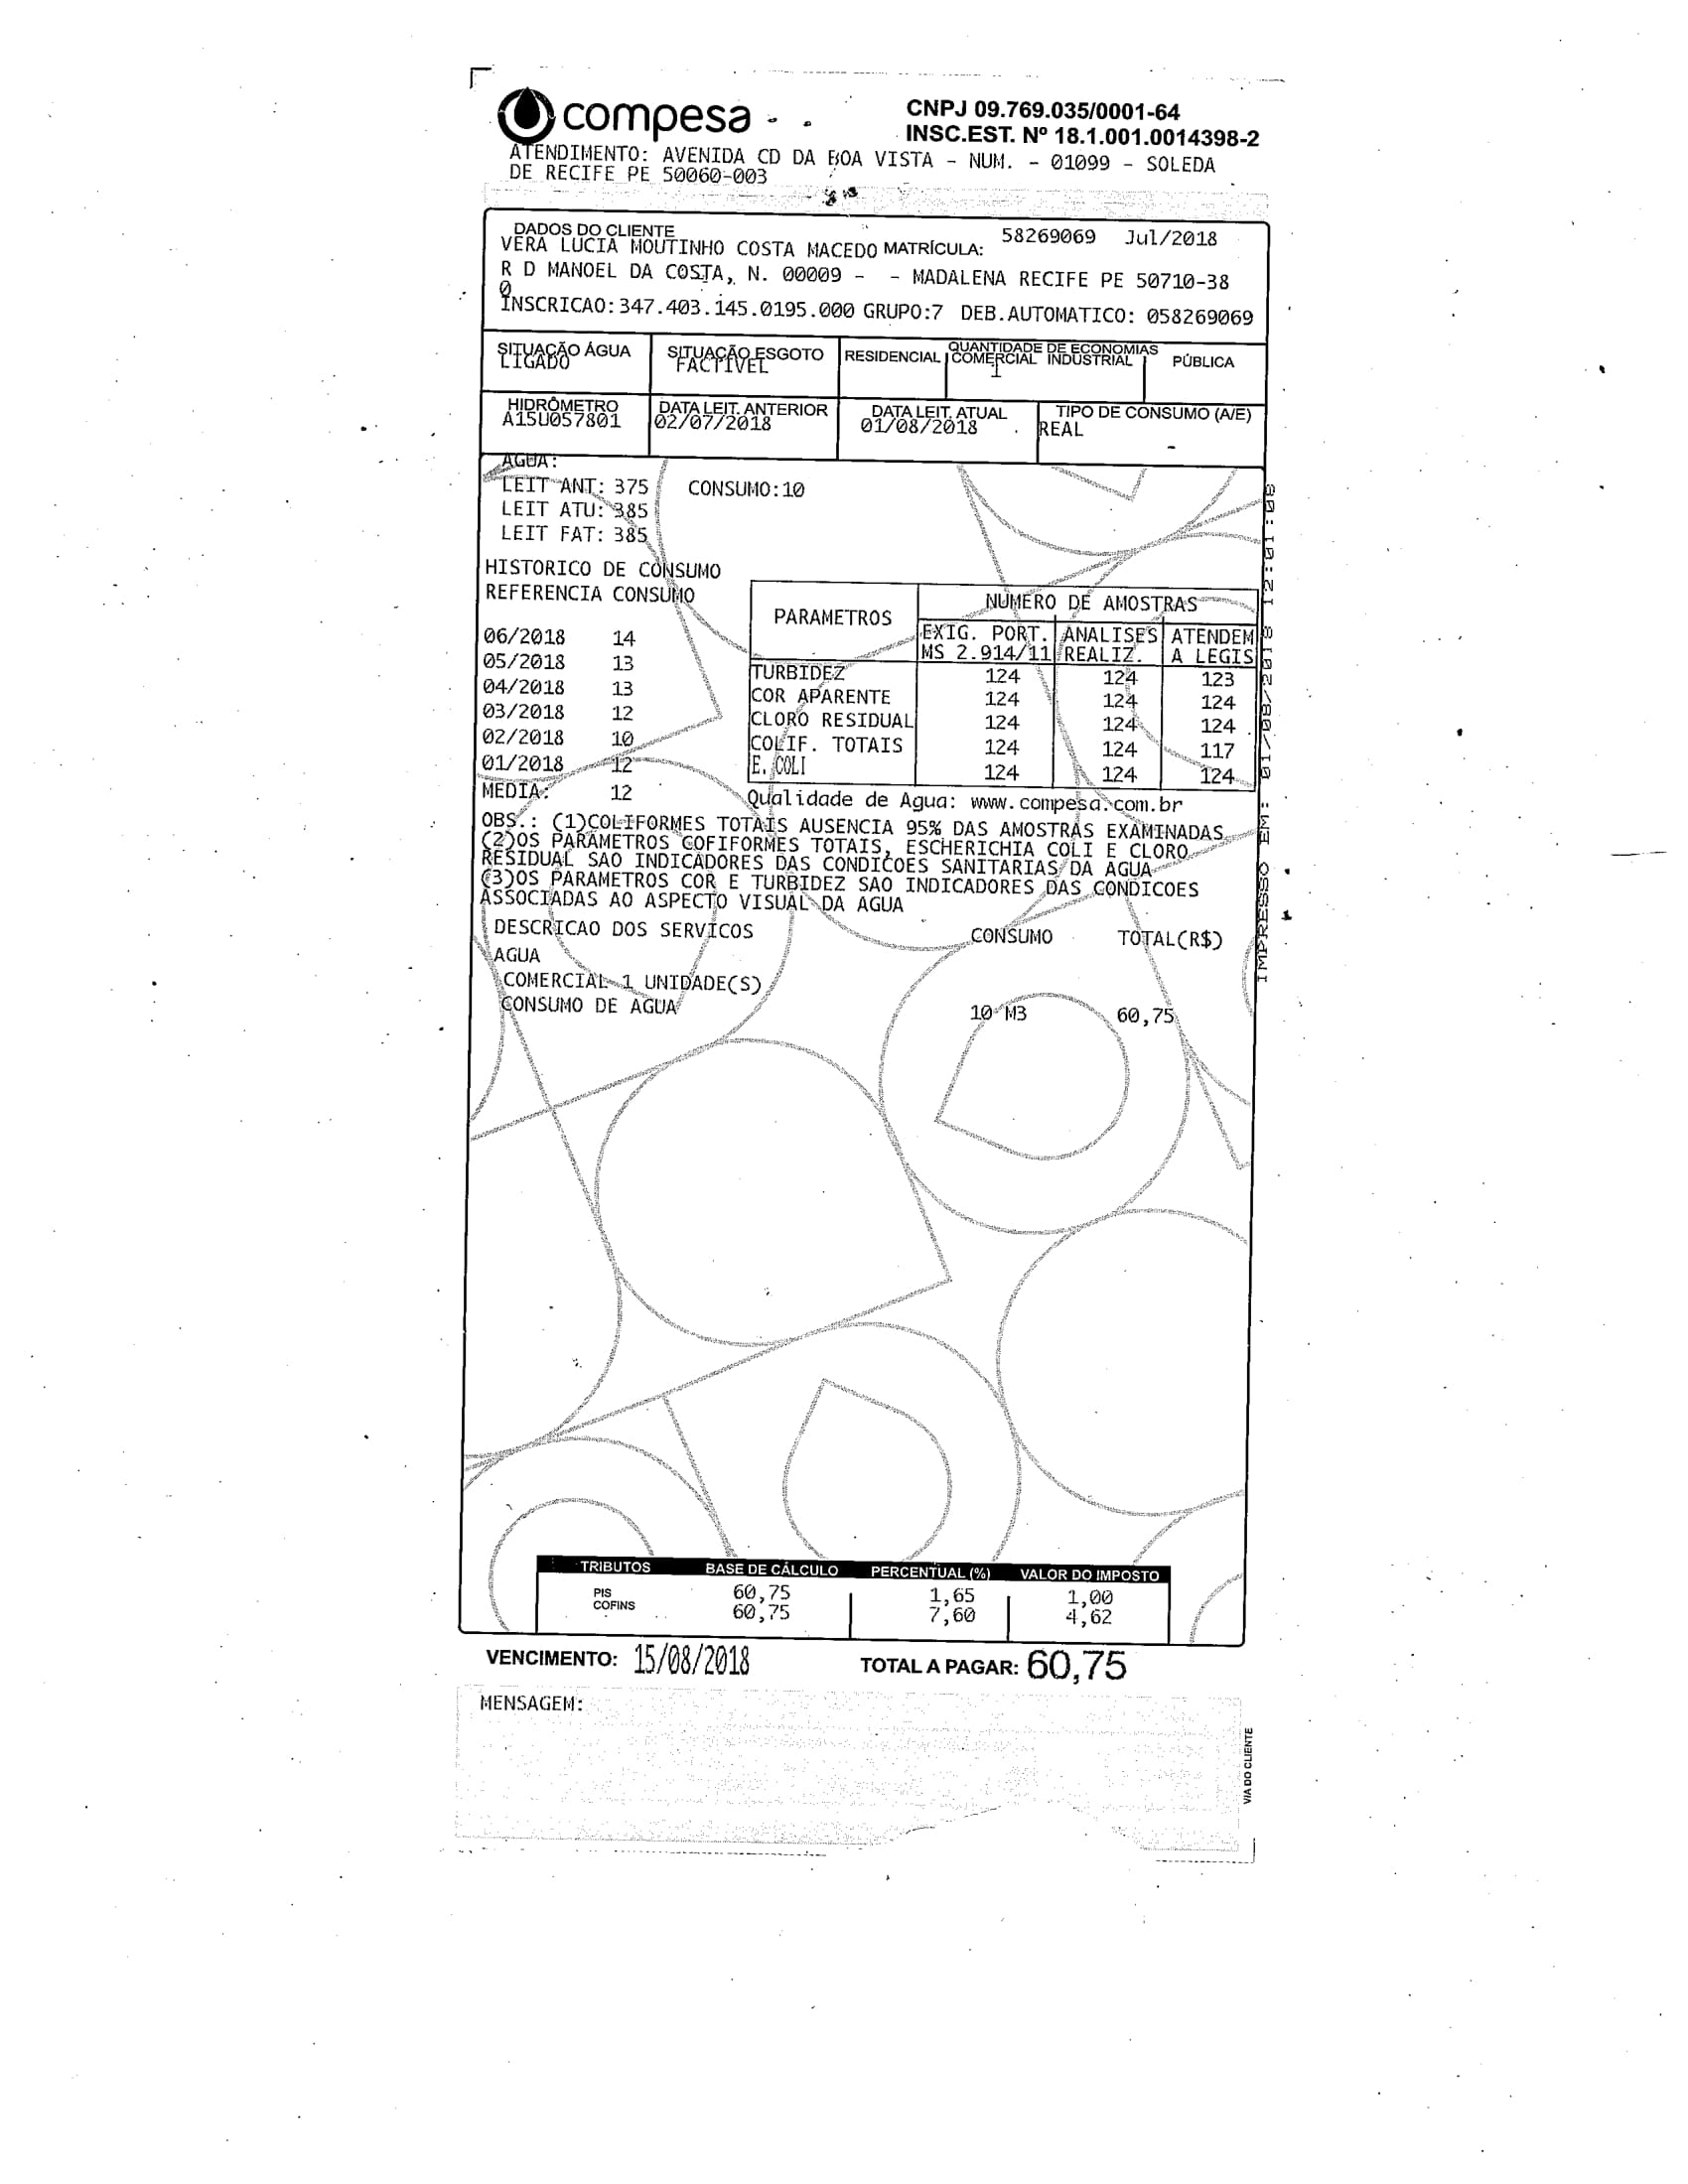 compesa
CNPJ 09.769.035/0001-64
INSC.EST. Nº 18.1.001.0014398-2
ATENDIMENTO: AVENIDA CD DA BOA VISTA - NUM. - 01099 - SOLEDA
DE RECIFE PE 50060-003
DADOS DO CLIENTE
VERA LUCIA MOUTINHO COSTA MACEDO MATRÍCULA: 58269069 Jul/2018
R D MANOEL DA COSTA, N. 00009 - - MADALENA RECIFE PE 50710-38
0
INSCRICAO:347.403.145.0195.000 GRUPO:7 DEB.AUTOMATICO: 058269069
SITUAÇÃO ÁGUA SITUAÇÃO ESGOTO QUANTIDADE DE ECONOMIAS
LIGADO FACTIVEL RESIDENCIAL COMERCIAL INDUSTRIAL PÚBLICA
1
HIDRÔMETRO DATA LEIT. ANTERIOR DATA LEIT. ATUAL TIPO DE CONSUMO (A/E)
A15U057801 02/07/2018 01/08/2018 REAL
AGUA:
LEIT ANT: 375 CONSUMO:10
LEIT ATU: 385
LEIT FAT: 385
HISTORICO DE CONSUMO
REFERENCIA CONSUMO
06/2018 14
05/2018 13
04/2018 13
03/2018 12
02/2018 10
01/2018 12
MEDIA: 12
PARAMETROS NUMERO DE AMOSTRAS
EXIG. PORT. ANALISES ATENDEM
MS 2.914/11 REALIZ. A LEGIS
TURBIDEZ 124 124 123
COR APARENTE 124 124 124
CLORO RESIDUAL 124 124 124
COLIF. TOTAIS 124 124 117
E. COLI 124 124 124
Qualidade de Agua: www.compesa.com.br
OBS.: (1)COLIFORMES TOTAIS AUSENCIA 95% DAS AMOSTRAS EXAMINADAS
(2)OS PARAMETROS COFIFORMES TOTAIS, ESCHERICHIA COLI E CLORO
RESIDUAL SAO INDICADORES DAS CONDICOES SANITARIAS DA AGUA
(3)OS PARAMETROS COR E TURBIDEZ SAO INDICADORES DAS CONDICOES
ASSOCIADAS AO ASPECTO VISUAL DA AGUA
DESCRICAO DOS SERVICOS CONSUMO TOTAL(R$)
AGUA
COMERCIAL 1 UNIDADE(S)
CONSUMO DE AGUA 10 M3 60,75
IMPRESSO EM: 01/08/2018 12:01:08
TRIBUTOS BASE DE CÁLCULO PERCENTUAL (%) VALOR DO IMPOSTO
PIS 60,75 1,65 1,00
COFINS 60,75 7,60 4,62
VENCIMENTO: 15/08/2018 TOTAL A PAGAR: 60,75
MENSAGEM:
VIA DO CLIENTE